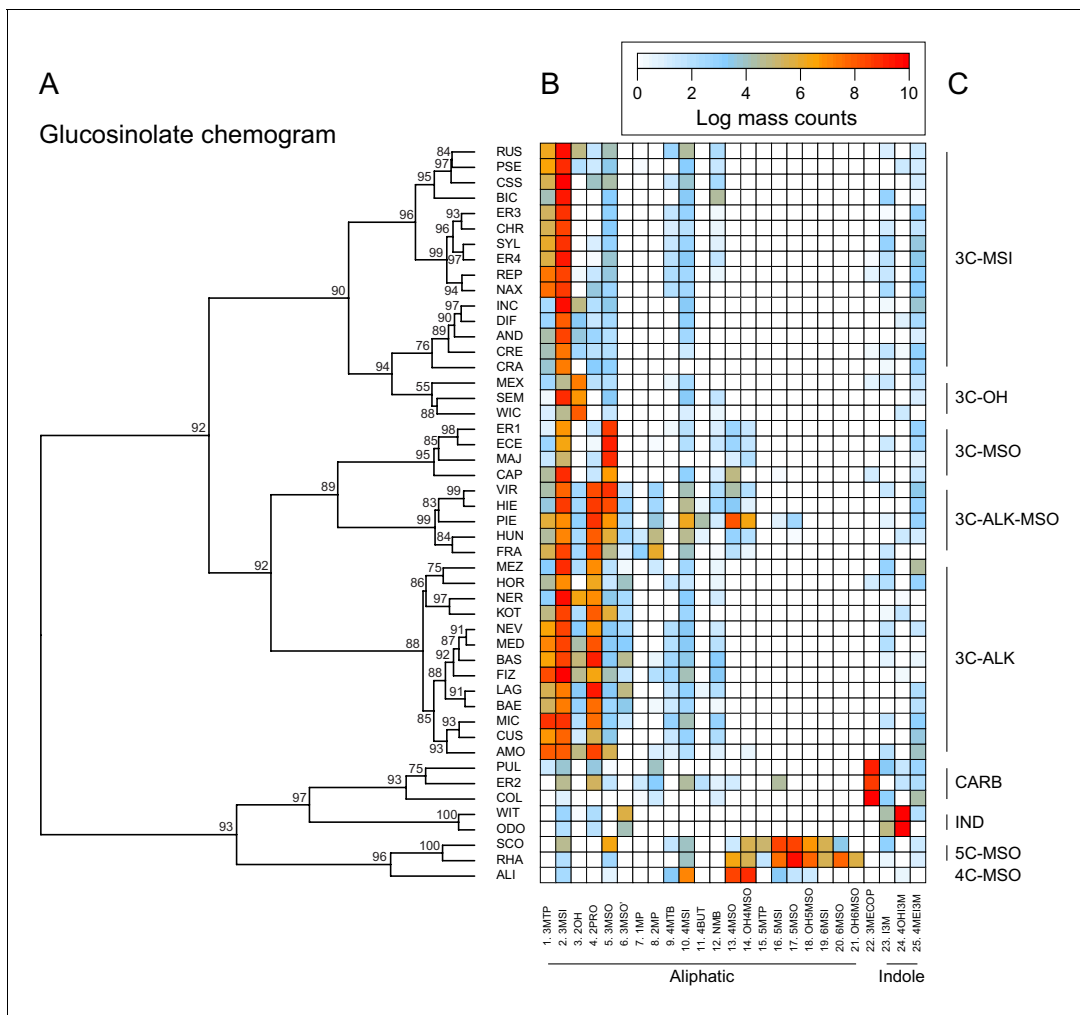 A
B
C
0 2 4 6 8 10
Log mass counts
Glucosinolate chemogram
RUS
PSE
CSS
BIC
ER3
CHR
SYL
ER4
REP
NAX
INC
DIF
AND
CRE
CRA
MEX
SEM
WIC
ER1
ECE
MAJ
CAP
VIR
HIE
PIE
HUN
FRA
MEZ
HOR
NER
KOT
NEV
MED
BAS
FIZ
LAG
BAE
MIC
CUS
AMO
PUL
ER2
COL
WIT
ODO
SCO
RHA
ALI
84
97
95
96
93
96
99
97
94
90
97
90
89
76
94
55
88
92
98
85
95
89
99
83
99
84
92
75
86
97
88
91
87
92
88
91
85
93
93
75
93
97
100
93
100
96
3C-MSI
3C-OH
3C-MSO
3C-ALK-MSO
3C-ALK
CARB
IND
5C-MSO
4C-MSO
1. 3MTP
2. 3MSI
3. 2OH
4. 2PRO
5. 3MSO
6. 3MSO'
7. 1MP
8. 2MP
9. 4MTB
10. 4MSI
11. 4BUT
12. NMB
13. 4MSO
14. OH4MSO
15. 5MTP
16. 5MSI
17. 5MSO
18. OH5MSO
19. 6MSI
20. 6MSO
21. OH6MSO
22. 3MECOP
23. I3M
24. 4OHI3M
25. 4MEI3M
Aliphatic
Indole